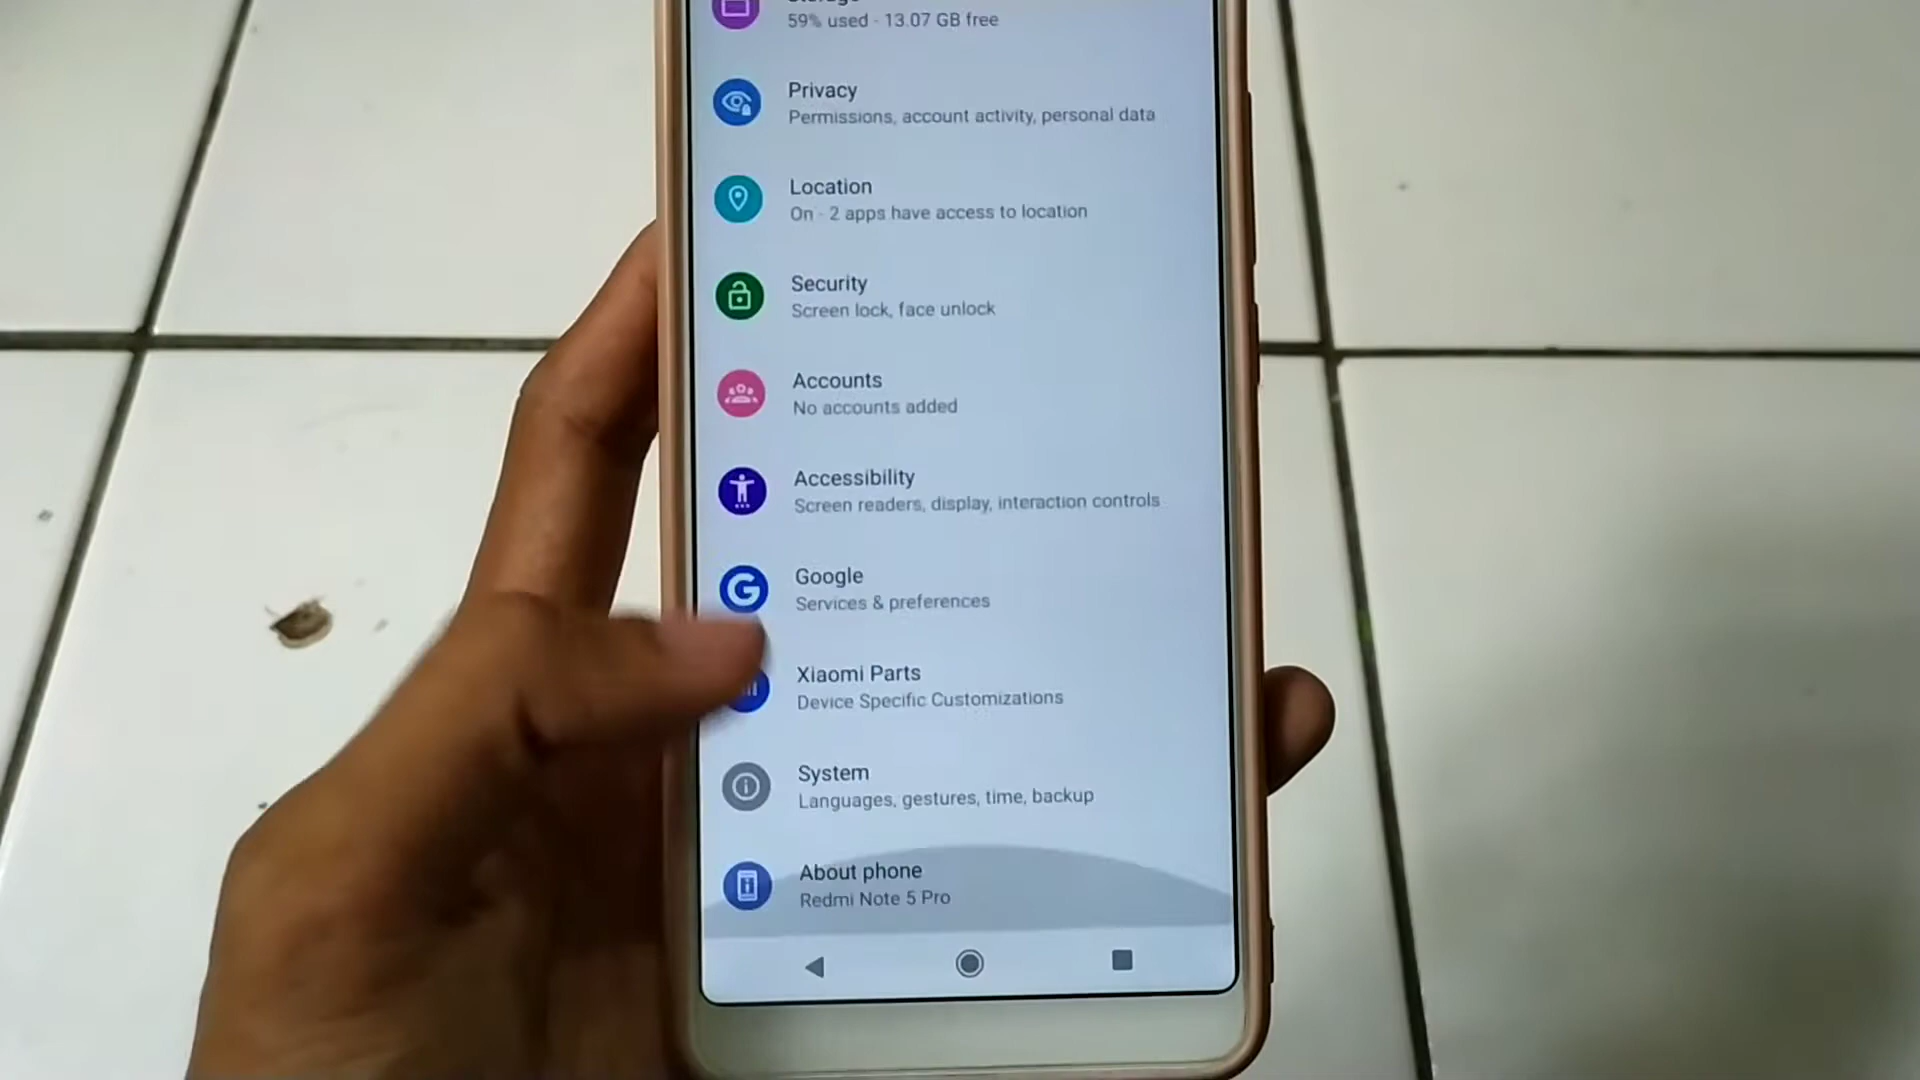 Storage
59% used - 13.07 GB free
Privacy
Permissions, account activity, personal data
Location
On - 2 apps have access to location
Security
Screen lock, face unlock
Accounts
No accounts added
Accessibility
Screen readers, display, interaction controls
G
Google
Services & preferences
Xiaomi Parts
Device Specific Customizations
System
Languages, gestures, time, backup
About phone
Redmi Note 5 Pro